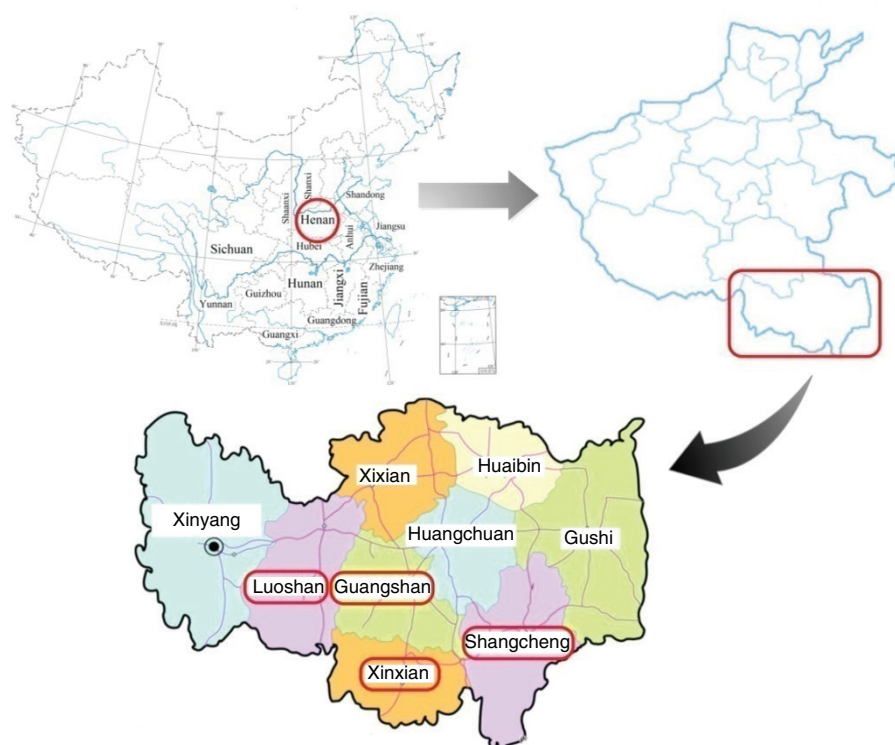 Shaanxi
Shanxi
Shandong
Henan
Jiangsu
Anhui
Hubei
Sichuan
Zhejiang
Hunan
Jiangxi
Guizhou
Fujian
Yunnan
Guangdong
Guangxi
Xixian
Huaibin
Xinyang
Huangchuan
Gushi
Luoshan
Guangshan
Shangcheng
Xinxian